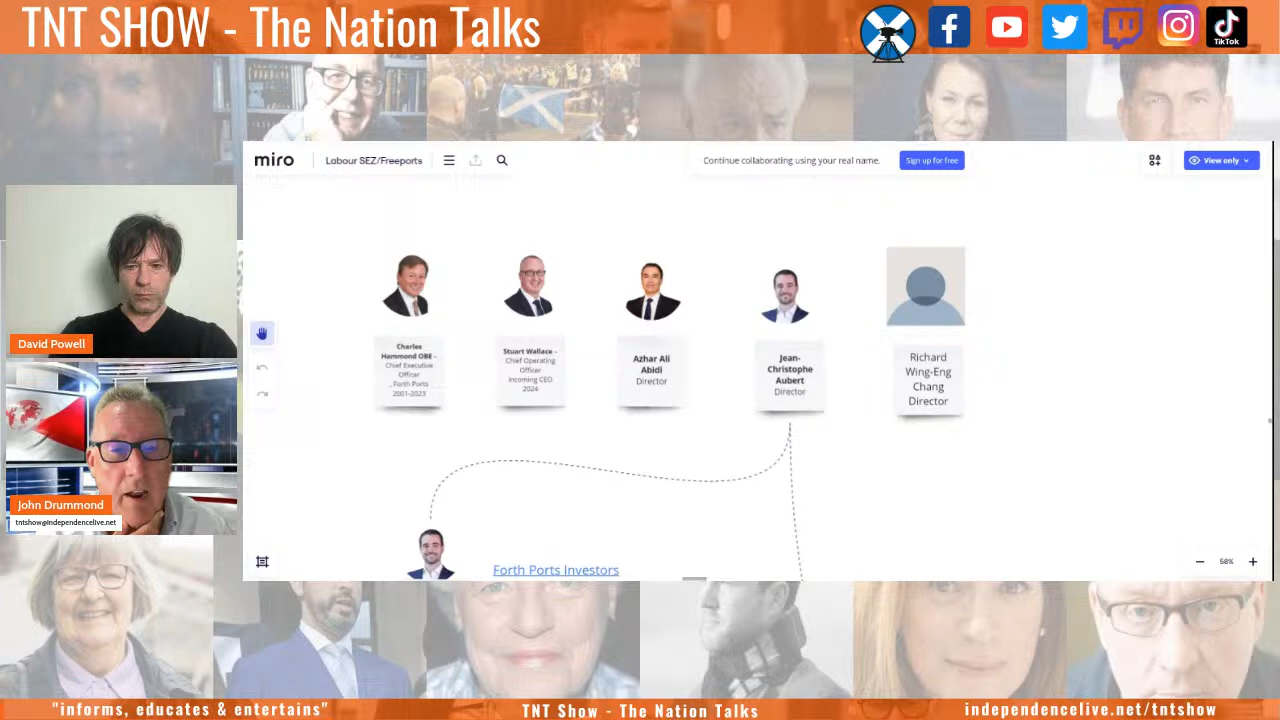 TNT SHOW - The Nation Talks
TikTok
miro
Labour SEZ/Freeports
Continue collaborating using your real name.
Sign up for free
View only
David Powell
John Drummond
tntshow@independencelive.net
Charles
Hammond OBE -
Chief Executive
Officer
, Forth Ports
2001-2023
Stuart Wallace -
Chief Operating
Officer
Incoming CEO
2024
Azhar Ali
Abidi
Director
Jean-
Christophe
Aubert
Director
Richard
Wing-Eng
Chang
Director
Forth Ports Investors
58%
"informs, educates & entertains"
TNT Show - The Nation Talks
independencelive.net/tntshow